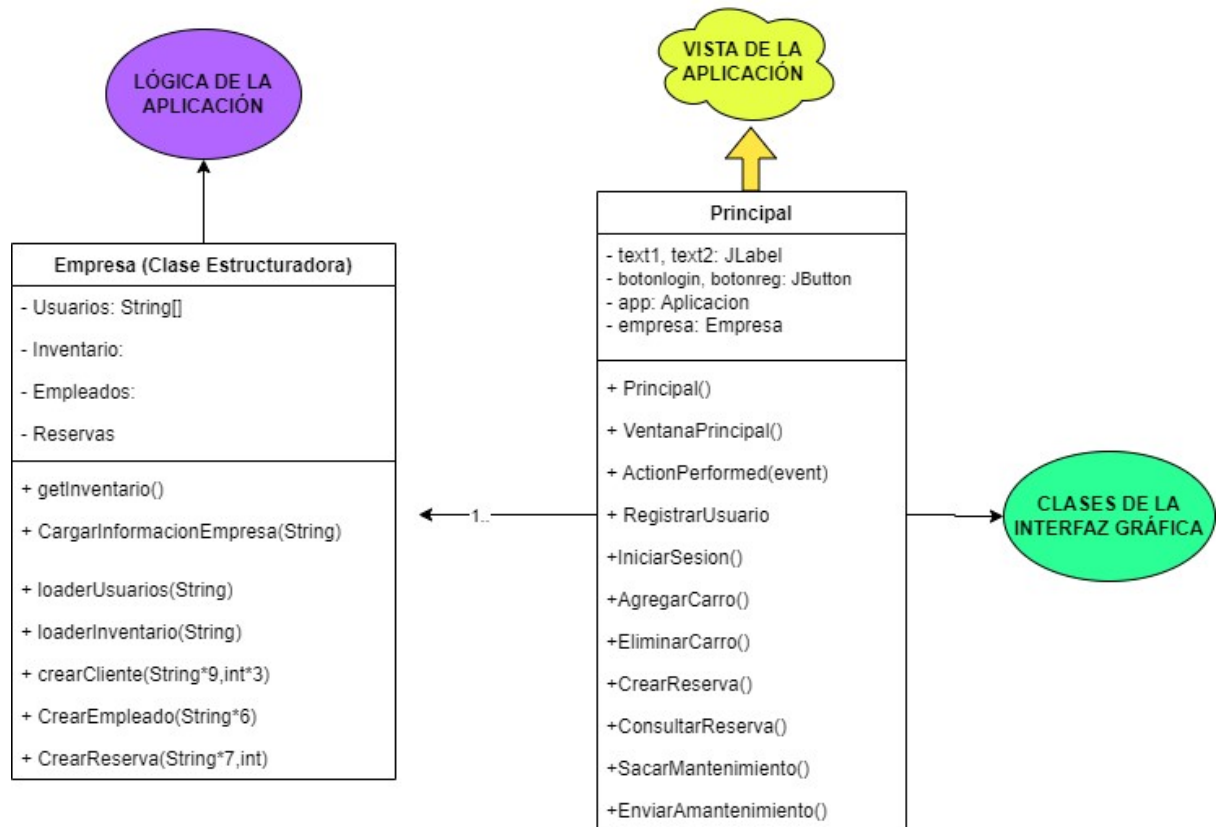 LÓGICA DE LA
APLICACIÓN
VISTA DE LA
APLICACIÓN
Empresa (Clase Estructuradora)
- Usuarios: String[]
- Inventario:
- Empleados:
- Reservas
+ getInventario()
+ CargarInformacionEmpresa(String)
+ loaderUsuarios(String)
+ loaderInventario(String)
+ crearCliente(String*9,int*3)
+ CrearEmpleado(String*6)
+ CrearReserva(String*7,int)
1..
Principal
- text1, text2: JLabel
- botonlogin, botonreg: JButton
- app: Aplicacion
- empresa: Empresa
+ Principal()
+ VentanaPrincipal()
+ ActionPerformed(event)
+ RegistrarUsuario
+IniciarSesion()
+AgregarCarro()
+EliminarCarro()
+CrearReserva()
+ConsultarReserva()
+SacarMantenimiento()
+EnviarAmantenimiento()
CLASES DE LA
INTERFAZ GRÁFICA